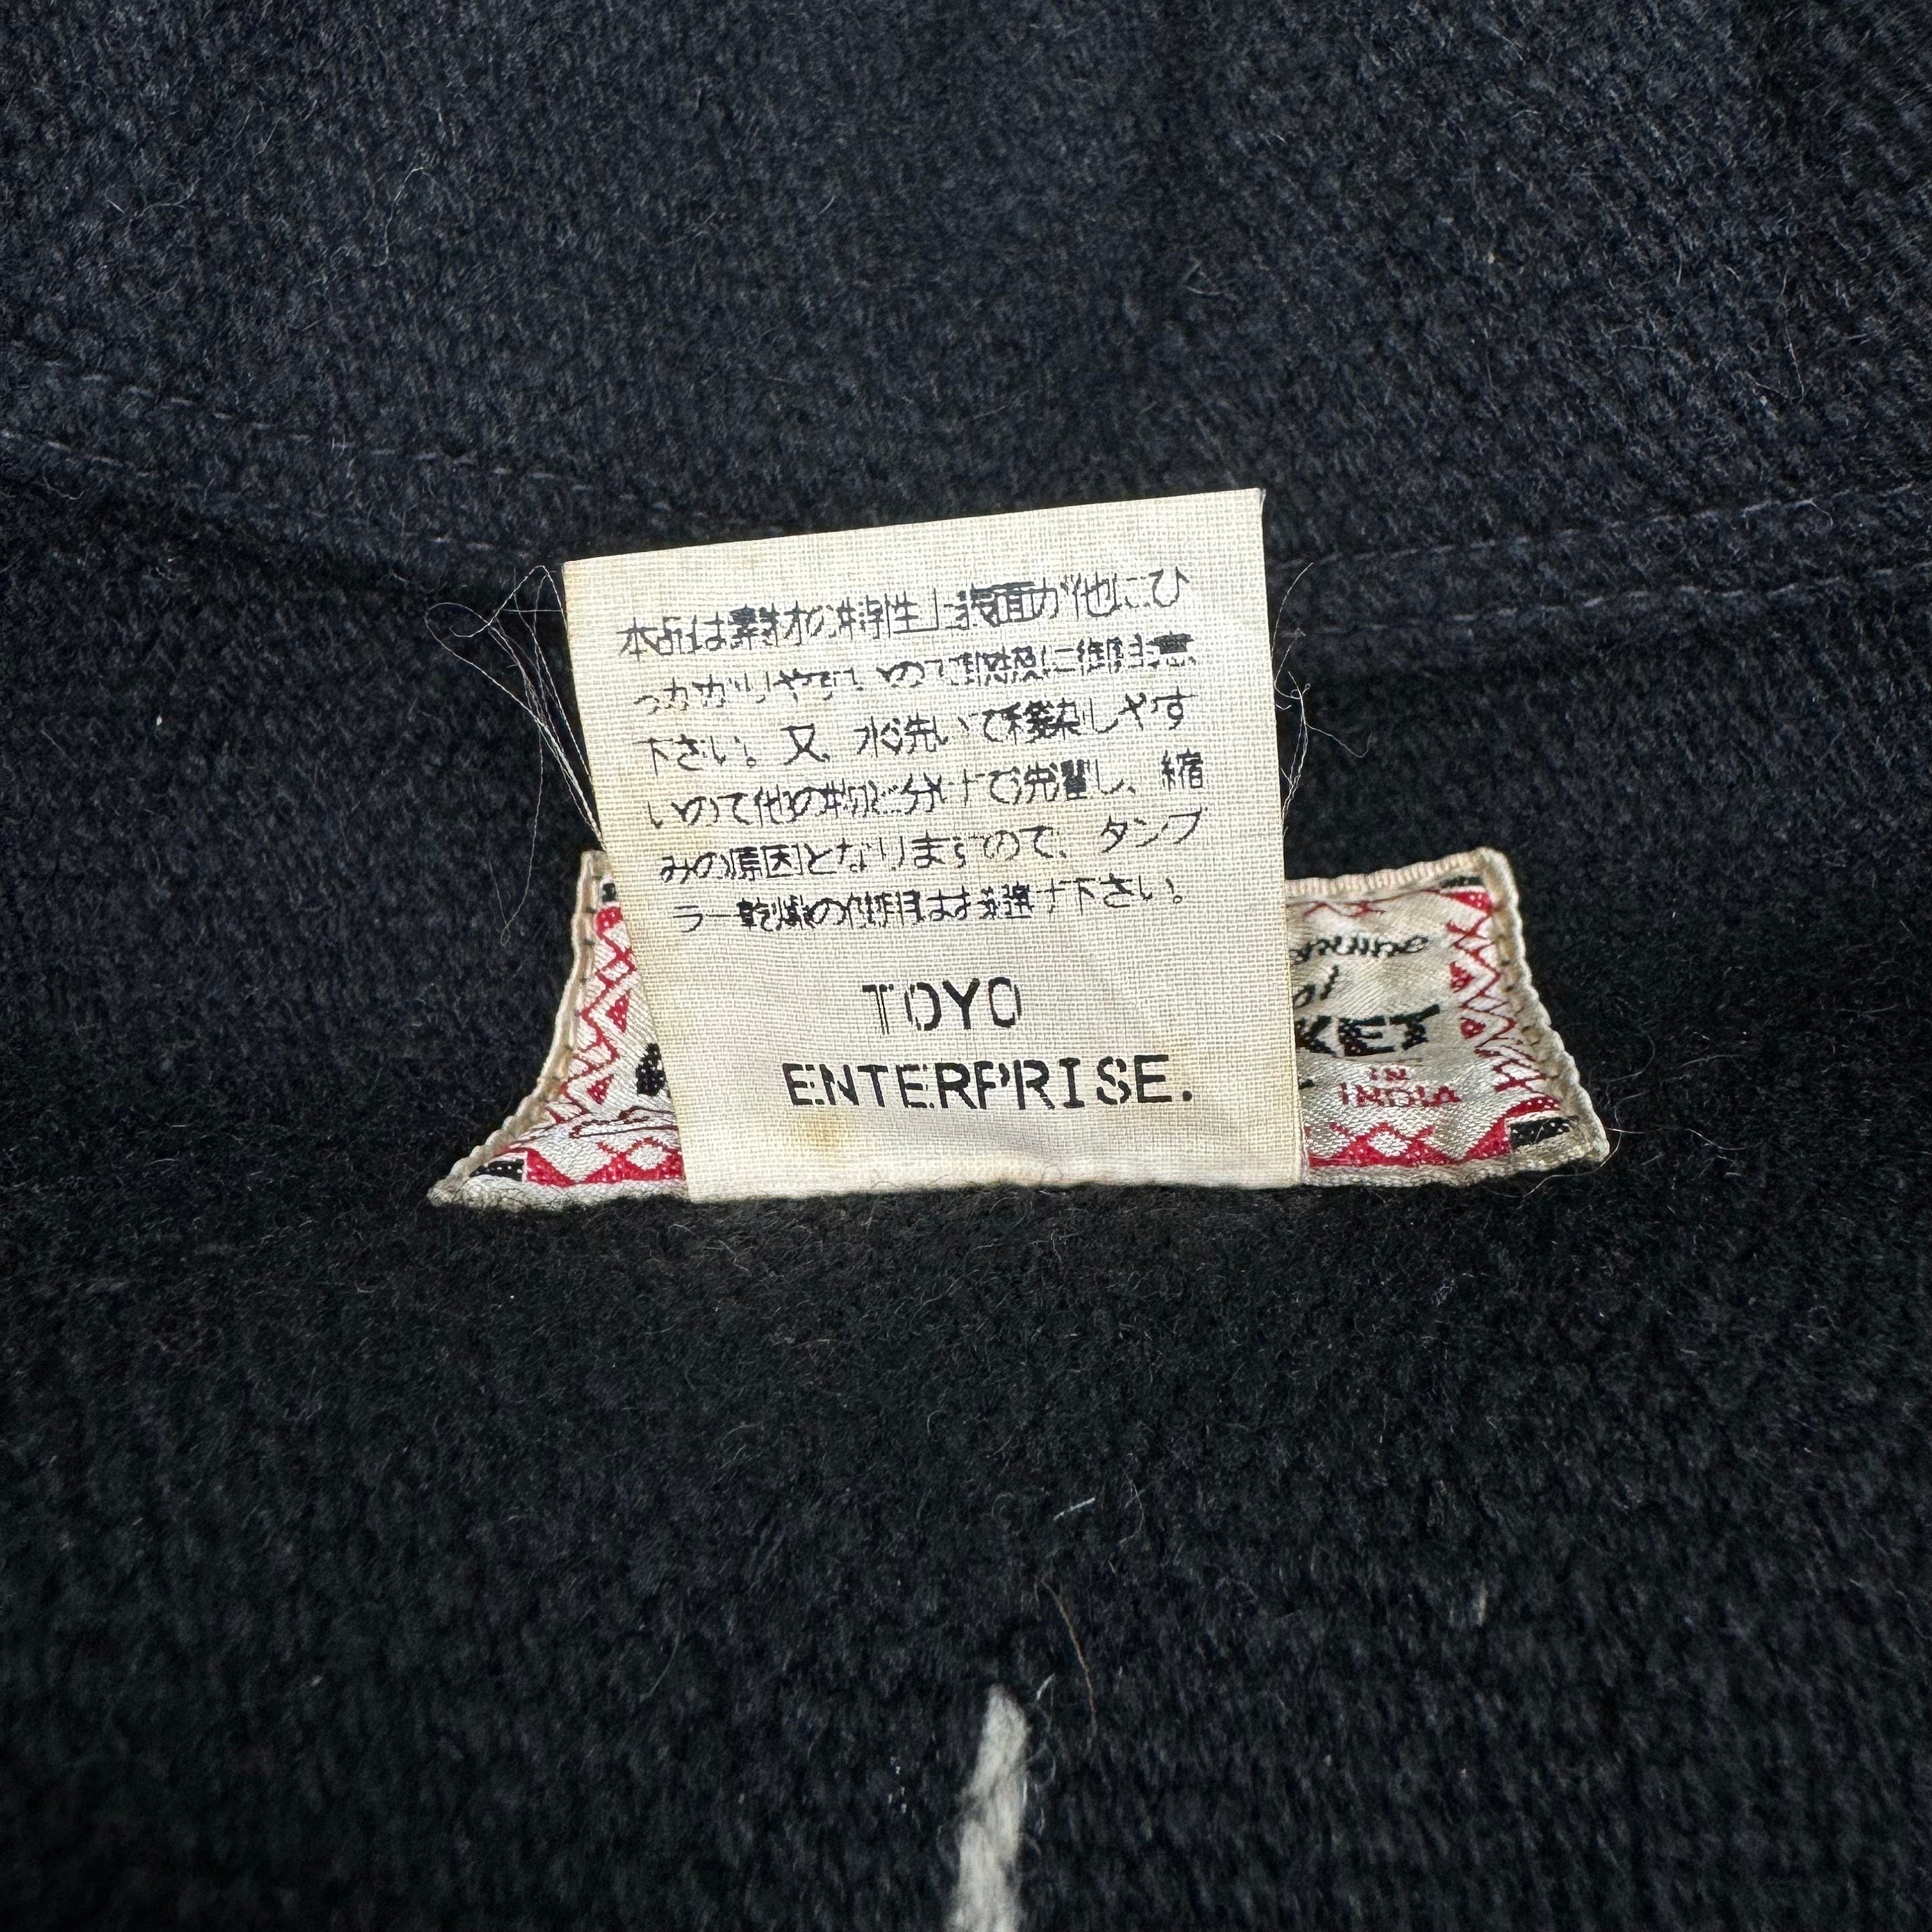 本品は素材の特性上表面が他にひ
っかかりやすいので取扱に御注意
下さい。又、水洗いで移染しやす
いので他の物と分けて洗濯し、縮
みの原因となりますので、タンブ
ラー乾燥の使用はお避け下さい。
TOYO
ENTERPRISE.
KET
IN
INDIA